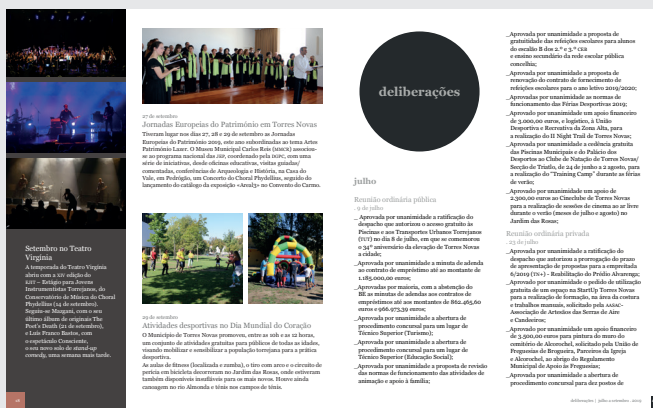 Setembro no Teatro
Virgínia
A temporada do Teatro Virgínia
abriu com a XIV edição do
EJIT – Estágio para Jovens
Instrumentistas Torrejanos, do
Conservatório de Música do Choral
Phydellius (14 de setembro).
Seguiu-se Mazgani, com o seu
último álbum de originais The
Poet's Death (21 de setembro),
e Luís Franco Bastos, com
o espetáculo Consciente,
o seu novo solo de stand-up
comedy, uma semana mais tarde.
27 de setembro
Jornadas Europeias do Património em Torres Novas
Tiveram lugar nos dias 27, 28 e 29 de setembro as Jornadas
Europeias do Património 2019, este ano subordinadas ao tema Artes
Património Lazer. O Museu Municipal Carlos Reis (MMCR) associou-
se ao programa nacional das JEP, coordenado pela DGPC, com uma
série de iniciativas, desde oficinas educativas, visitas guiadas/
comentadas, conferências de Arqueologia e História, na Casa do
Vale, em Pedrógão, um Concerto do Choral Phydellius, seguido do
lançamento do catálogo da exposição «Areal3» no Convento do Carmo.
29 de setembro
Atividades desportivas no Dia Mundial do Coração
O Município de Torres Novas promoveu, entre as 10h e as 12 horas,
um conjunto de atividades gratuitas para públicos de todas as idades,
visando mobilizar e sensibilizar a população torrejana para a prática
desportiva.
As aulas de fitness (localizada e zumba), o tiro com arco e o circuito de
perícia em bicicleta decorreram no Jardim das Rosas, onde estiveram
também disponíveis insufláveis para os mais novos. Houve ainda
canoagem no rio Almonda e ténis nos campos de ténis.
deliberações
julho
Reunião ordinária pública
. 9 de julho
_ Aprovada por unanimidade a ratificação do
despacho que autorizou o acesso gratuito às
Piscinas e aos Transportes Urbanos Torrejanos
(TUT) no dia 8 de julho, em que se comemorou
o 34º aniversário da elevação de Torres Novas
a cidade;
_Aprovada por unanimidade a minuta de adenda
ao contrato de empréstimo até ao montante de
1.185.000,00 euros;
_Aprovadas por maioria, com a abstenção do
BE as minutas de adendas aos contratos de
empréstimos até aos montantes de 862.465,60
euros e 966.973,39 euros;
_Aprovada por unanimidade a abertura de
procedimento concursal para um lugar de
Técnico Superior (Turismo);
_Aprovada por unanimidade a abertura de
procedimento concursal para um lugar de
Técnico Superior (Educação Social);
_Aprovada por unanimidade a proposta de revisão
das normas de funcionamento das atividades de
animação e apoio à família;
_Aprovada por unanimidade a proposta de
gratuitidade das refeições escolares para alunos
do escalão B dos 2.º e 3.º CEB
e ensino secundário da rede escolar pública
concelhia;
_Aprovada por unanimidade a proposta de
renovação do contrato de fornecimento de
refeições escolares para o ano letivo 2019/2020;
_Aprovadas por unanimidade as normas de
funcionamento das Férias Desportivas 2019;
_Aprovado por unanimidade um apoio financeiro
de 3.000,00 euros, e logístico, à União
Desportiva e Recreativa da Zona Alta, para
a realização do II Night Trail de Torres Novas;
_Aprovada por unanimidade a cedência gratuita
das Piscinas Municipais e do Palácio dos
Desportos ao Clube de Natação de Torres Novas/
Secção de Triatlo, de 24 de junho a 2 agosto, para
a realização do "Training Camp" durante as férias
de verão;
_Aprovado por unanimidade um apoio de
2.300,00 euros ao Cineclube de Torres Novas
para a realização de sessões de cinema ao ar livre
durante o verão (meses de julho e agosto) no
Jardim das Rosas;
Reunião ordinária privada
. 23 de julho
_Aprovada por unanimidade a ratificação do
despacho que autorizou a prorrogação do prazo
de apresentação de propostas para a empreitada
6/2019 (TN+) - Reabilitação do Prédio Alvarenga;
_Aprovado por unanimidade o pedido de utilização
gratuita de um espaço na StartUp Torres Novas
para a realização de formação, na área da costura
e trabalhos manuais, solicitado pela AASAC-
Associação de Artesãos das Serras de Aire
e Candeeiros;
_Aprovado por unanimidade um apoio financeiro
de 3.500,00 euros para pintura do muro do
cemitério de Alcorochel, solicitado pela União de
Freguesias de Brogueira, Parceiros da Igreja
e Alcorochel, ao abrigo do Regulamento
Municipal de Apoio às Freguesias;
_Aprovada por unanimidade a abertura de
procedimento concursal para dez postos de
deliberações | julho a setembro . 2019